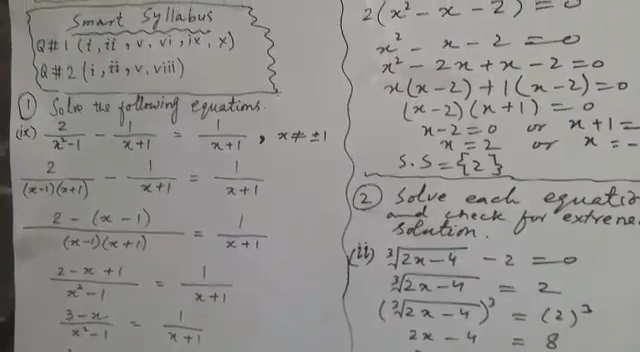 Smart Syllabus
Q#1 (i, ii, v, vi, ix, x)
Q#2 (i, ii, v, viii)
① Solve the following equations.
(ix) 2/(x²-1) - 1/(x+1) = 1/(x+1), x ≠ ±1
2/((x-1)(x+1)) - 1/(x+1) = 1/(x+1)
(2-(x-1))/((x-1)(x+1)) = 1/(x+1)
(2-x+1)/(x²-1) = 1/(x+1)
(3-x)/(x²-1) = 1/(x+1)
2(x²-x-2) = 0
x²-x-2=0
x²-2x+x-2=0
x(x-2)+1(x-2)=0
(x-2)(x+1)=0
x-2=0 or x+1=
x=2 or x=-
S.S={2}
② Solve each equatio
and check for extrene
solution.
(ii) ∛(2x-4) - 2 = 0
∛(2x-4) = 2
(∛(2x-4))³ = (2)³
2x-4 = 8